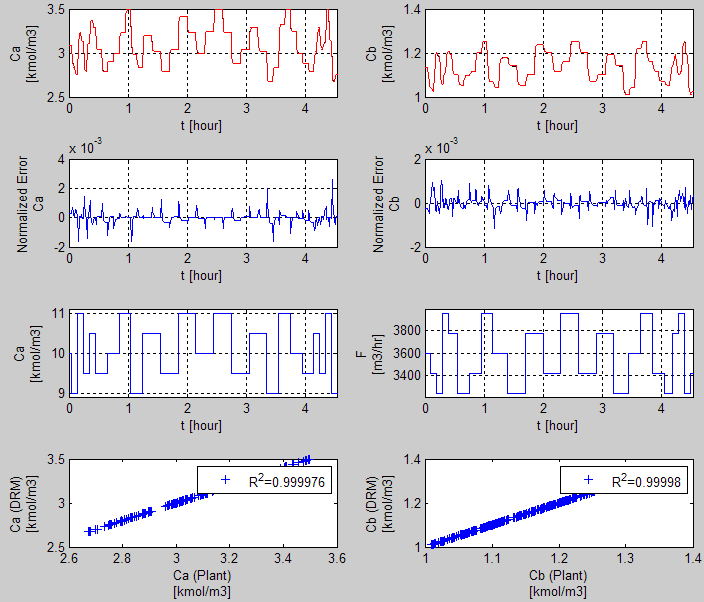 3.5
3
2.5
Ca
[kmol/m3]
0 1 2 3 4
t [hour]
1.4
1.2
1
Cb
[kmol/m3]
0 1 2 3 4
t [hour]
x 10-3
4
2
0
-2
Normalized Error
Ca
0 1 2 3 4
t [hour]
x 10-3
2
0
-2
Normalized Error
Cb
0 1 2 3 4
t [hour]
11
10
9
Ca
[kmol/m3]
0 1 2 3 4
t [hour]
3800
3600
3400
F
[m3/hr]
0 1 2 3 4
t [hour]
3.5
3
2.5
Ca (DRM)
[kmol/m3]
R2=0.999976
2.6 2.8 3 3.2 3.4 3.6
Ca (Plant)
[kmol/m3]
1.4
1.2
1
Cb (DRM)
[kmol/m3]
R2=0.99998
1 1.1 1.2 1.3 1.4
Cb (Plant)
[kmol/m3]